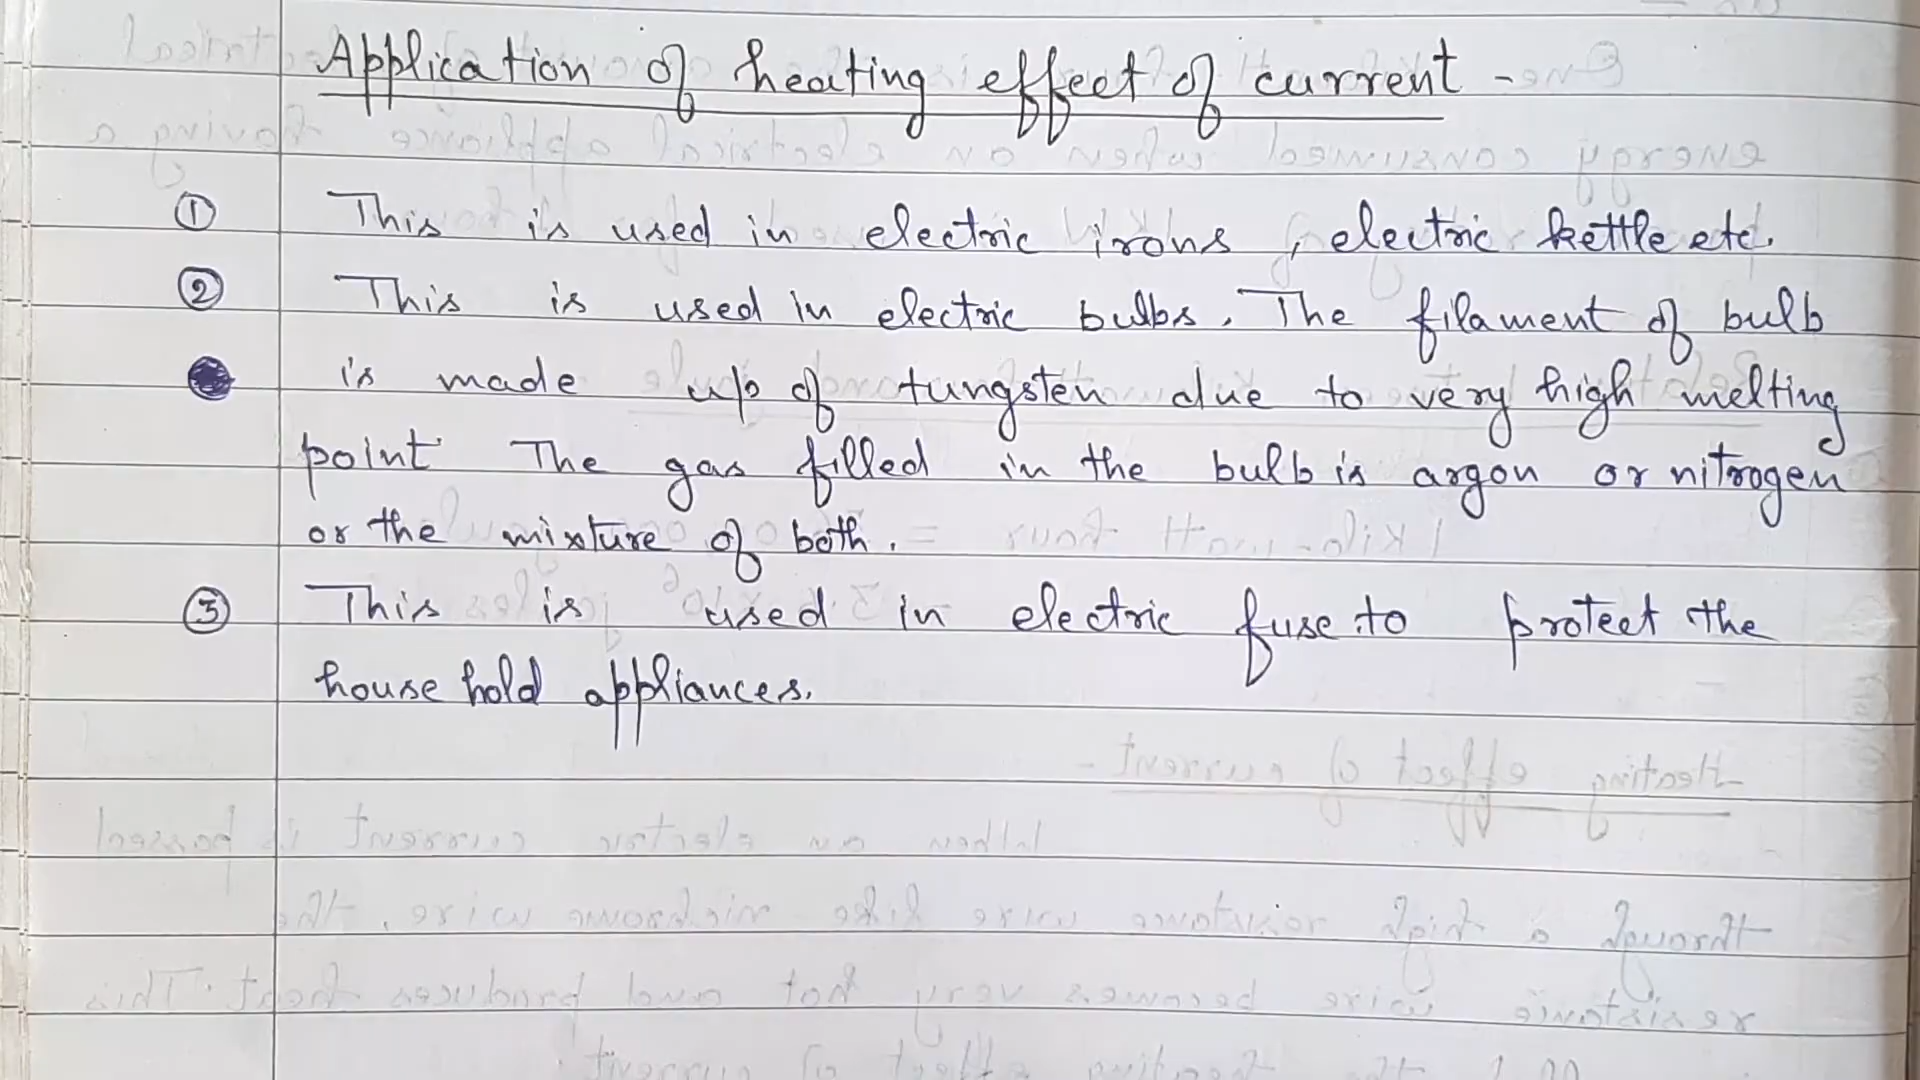 Application of heating effect of current -
① This is used in electric irons, electric kettle etc.
② This is used in electric bulbs. The filament of bulb
is made up of tungsten due to very high melting
point. The gas filled in the bulb is argon or nitrogen
or the mixture of both.
③ This is used in electric fuse to protect the
house hold appliances.